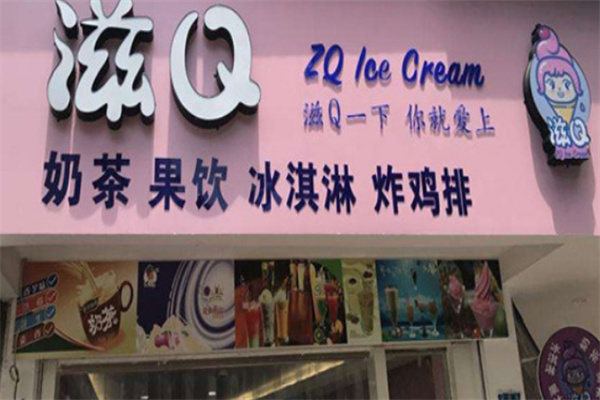 滋Q
ZQ Ice Cream
滋Q一下 你就爱上
滋Q
奶茶 果饮 冰淇淋 炸鸡排
奶茶